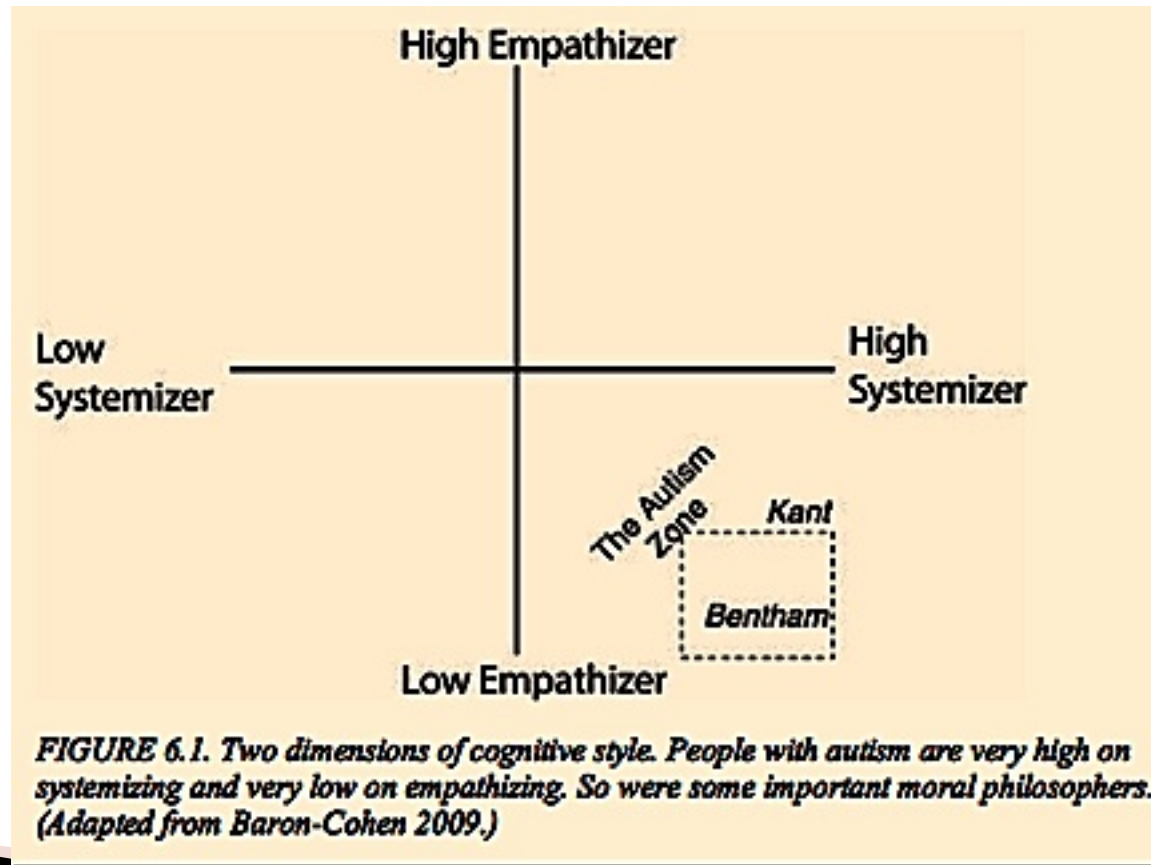 High Empathizer
Low
Systemizer
High
Systemizer
The Autism
Zone
Kant
Bentham
Low Empathizer
FIGURE 6.1. Two dimensions of cognitive style. People with autism are very high on
systemizing and very low on empathizing. So were some important moral philosophers.
(Adapted from Baron-Cohen 2009.)